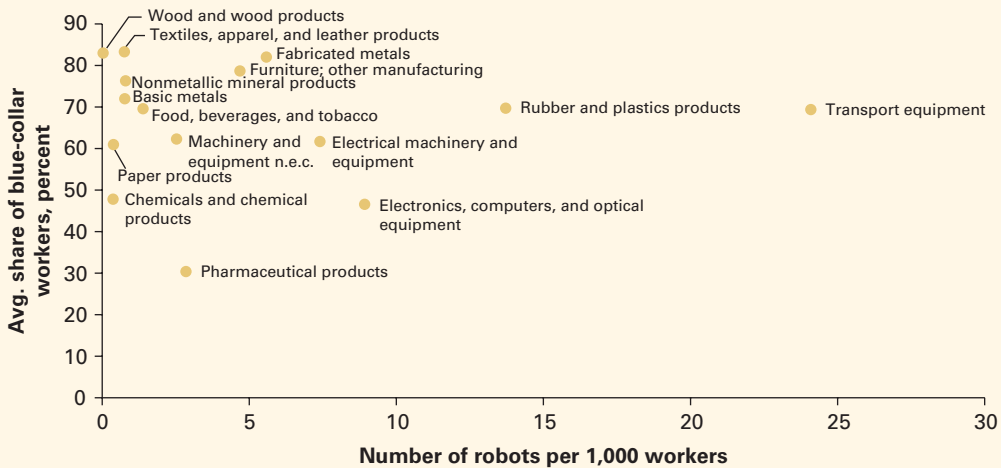 Avg. share of blue-collar
workers, percent
90
80
70
60
50
40
30
20
10
0
Wood and wood products
Textiles, apparel, and leather products
Fabricated metals
Furniture; other manufacturing
Nonmetallic mineral products
Basic metals
Food, beverages, and tobacco
Rubber and plastics products
Transport equipment
Machinery and
equipment n.e.c.
Electrical machinery and
equipment
Paper products
Chemicals and chemical
products
Electronics, computers, and optical
equipment
Pharmaceutical products
0 5 10 15 20 25 30
Number of robots per 1,000 workers